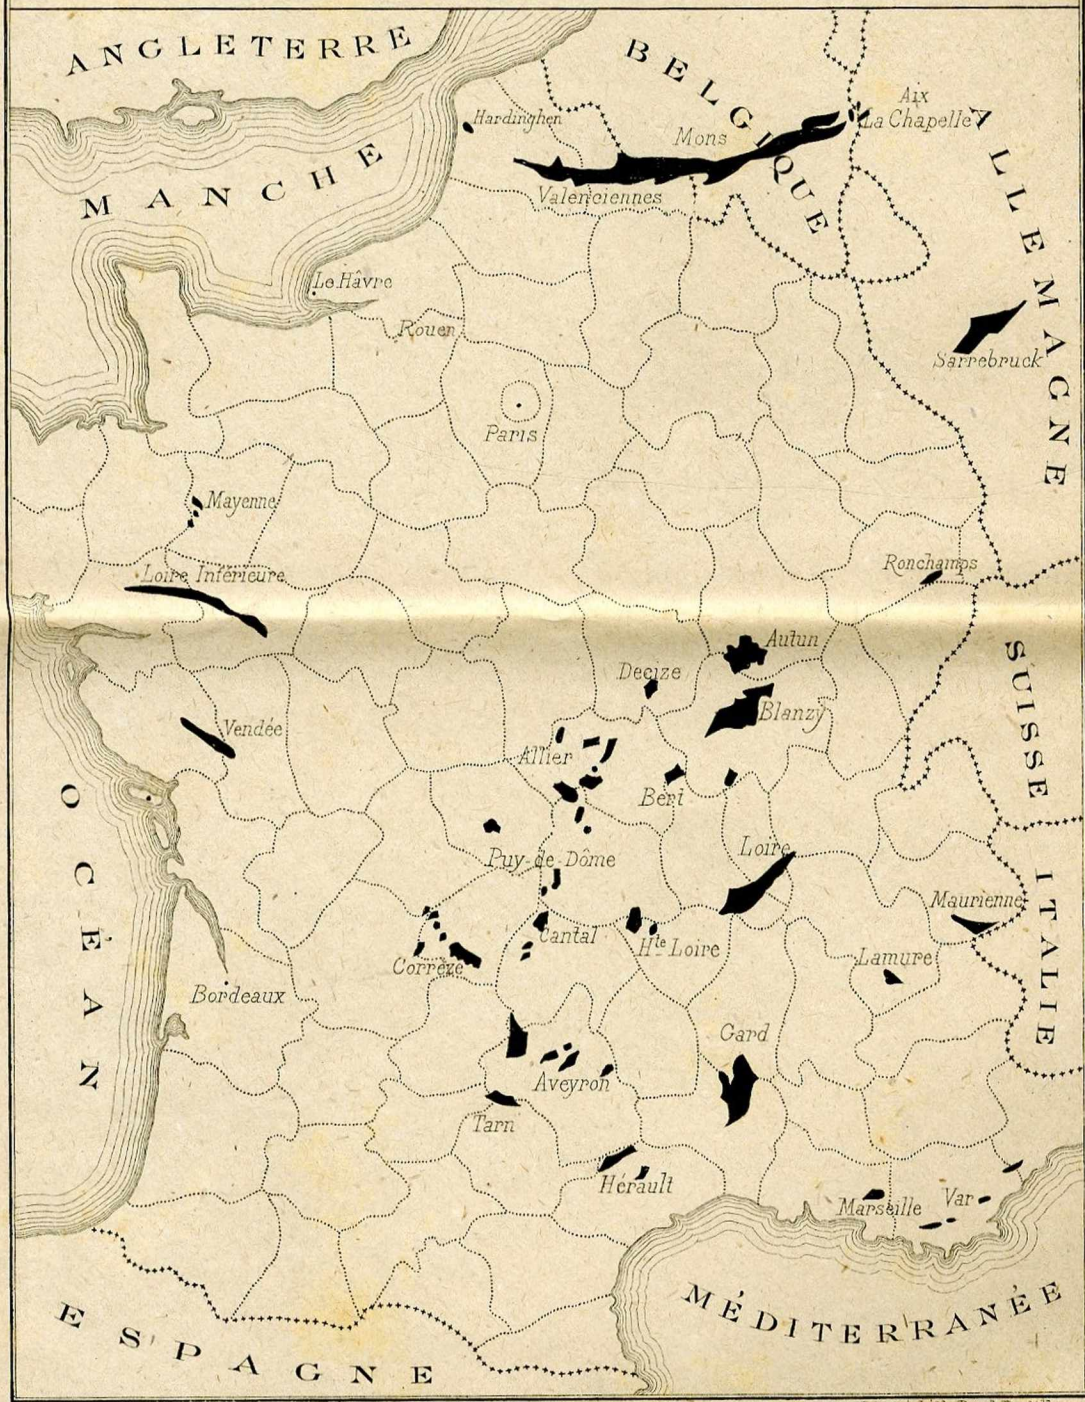 ANGLETERRE
BELGIQUE
Aix
La Chapelle
ALLEMAGNE
Hardinghen
Mons
MANCHE
Valenciennes
Le Hâvre
Rouen
Sarrebruck
Paris
Mayenne
Loire Inférieure
Ronchamps
Autun
SUISSE
Decize
Blanzy
Vendée
Allier
Bert
OCÉAN
Puy-de-Dôme
Loire
ITALIE
Maurienne
Cantal
Hte Loire
Corrèze
Lamure
Bordeaux
Gard
Aveyron
Tarn
Hérault
Marseille
Var
MÉDITERRANÉE
ESPAGNE